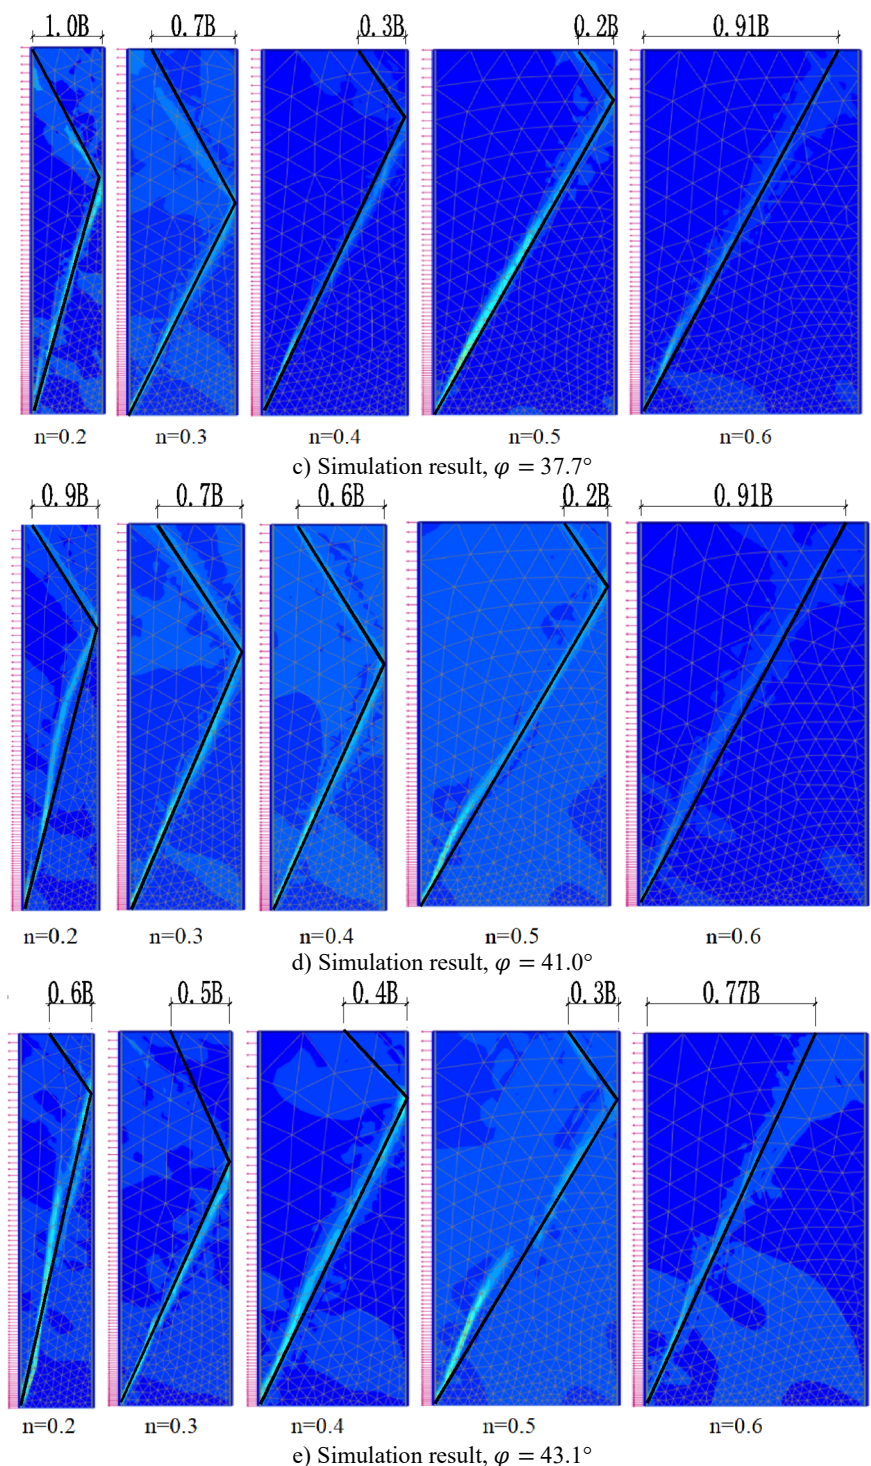 1.0B 0.7B 0.3B 0.2B 0.91B
n=0.2 n=0.3 n=0.4 n=0.5 n=0.6
c) Simulation result, φ = 37.7°
0.9B 0.7B 0.6B 0.2B 0.91B
n=0.2 n=0.3 n=0.4 n=0.5 n=0.6
d) Simulation result, φ = 41.0°
0.6B 0.5B 0.4B 0.3B 0.77B
n=0.2 n=0.3 n=0.4 n=0.5 n=0.6
e) Simulation result, φ = 43.1°